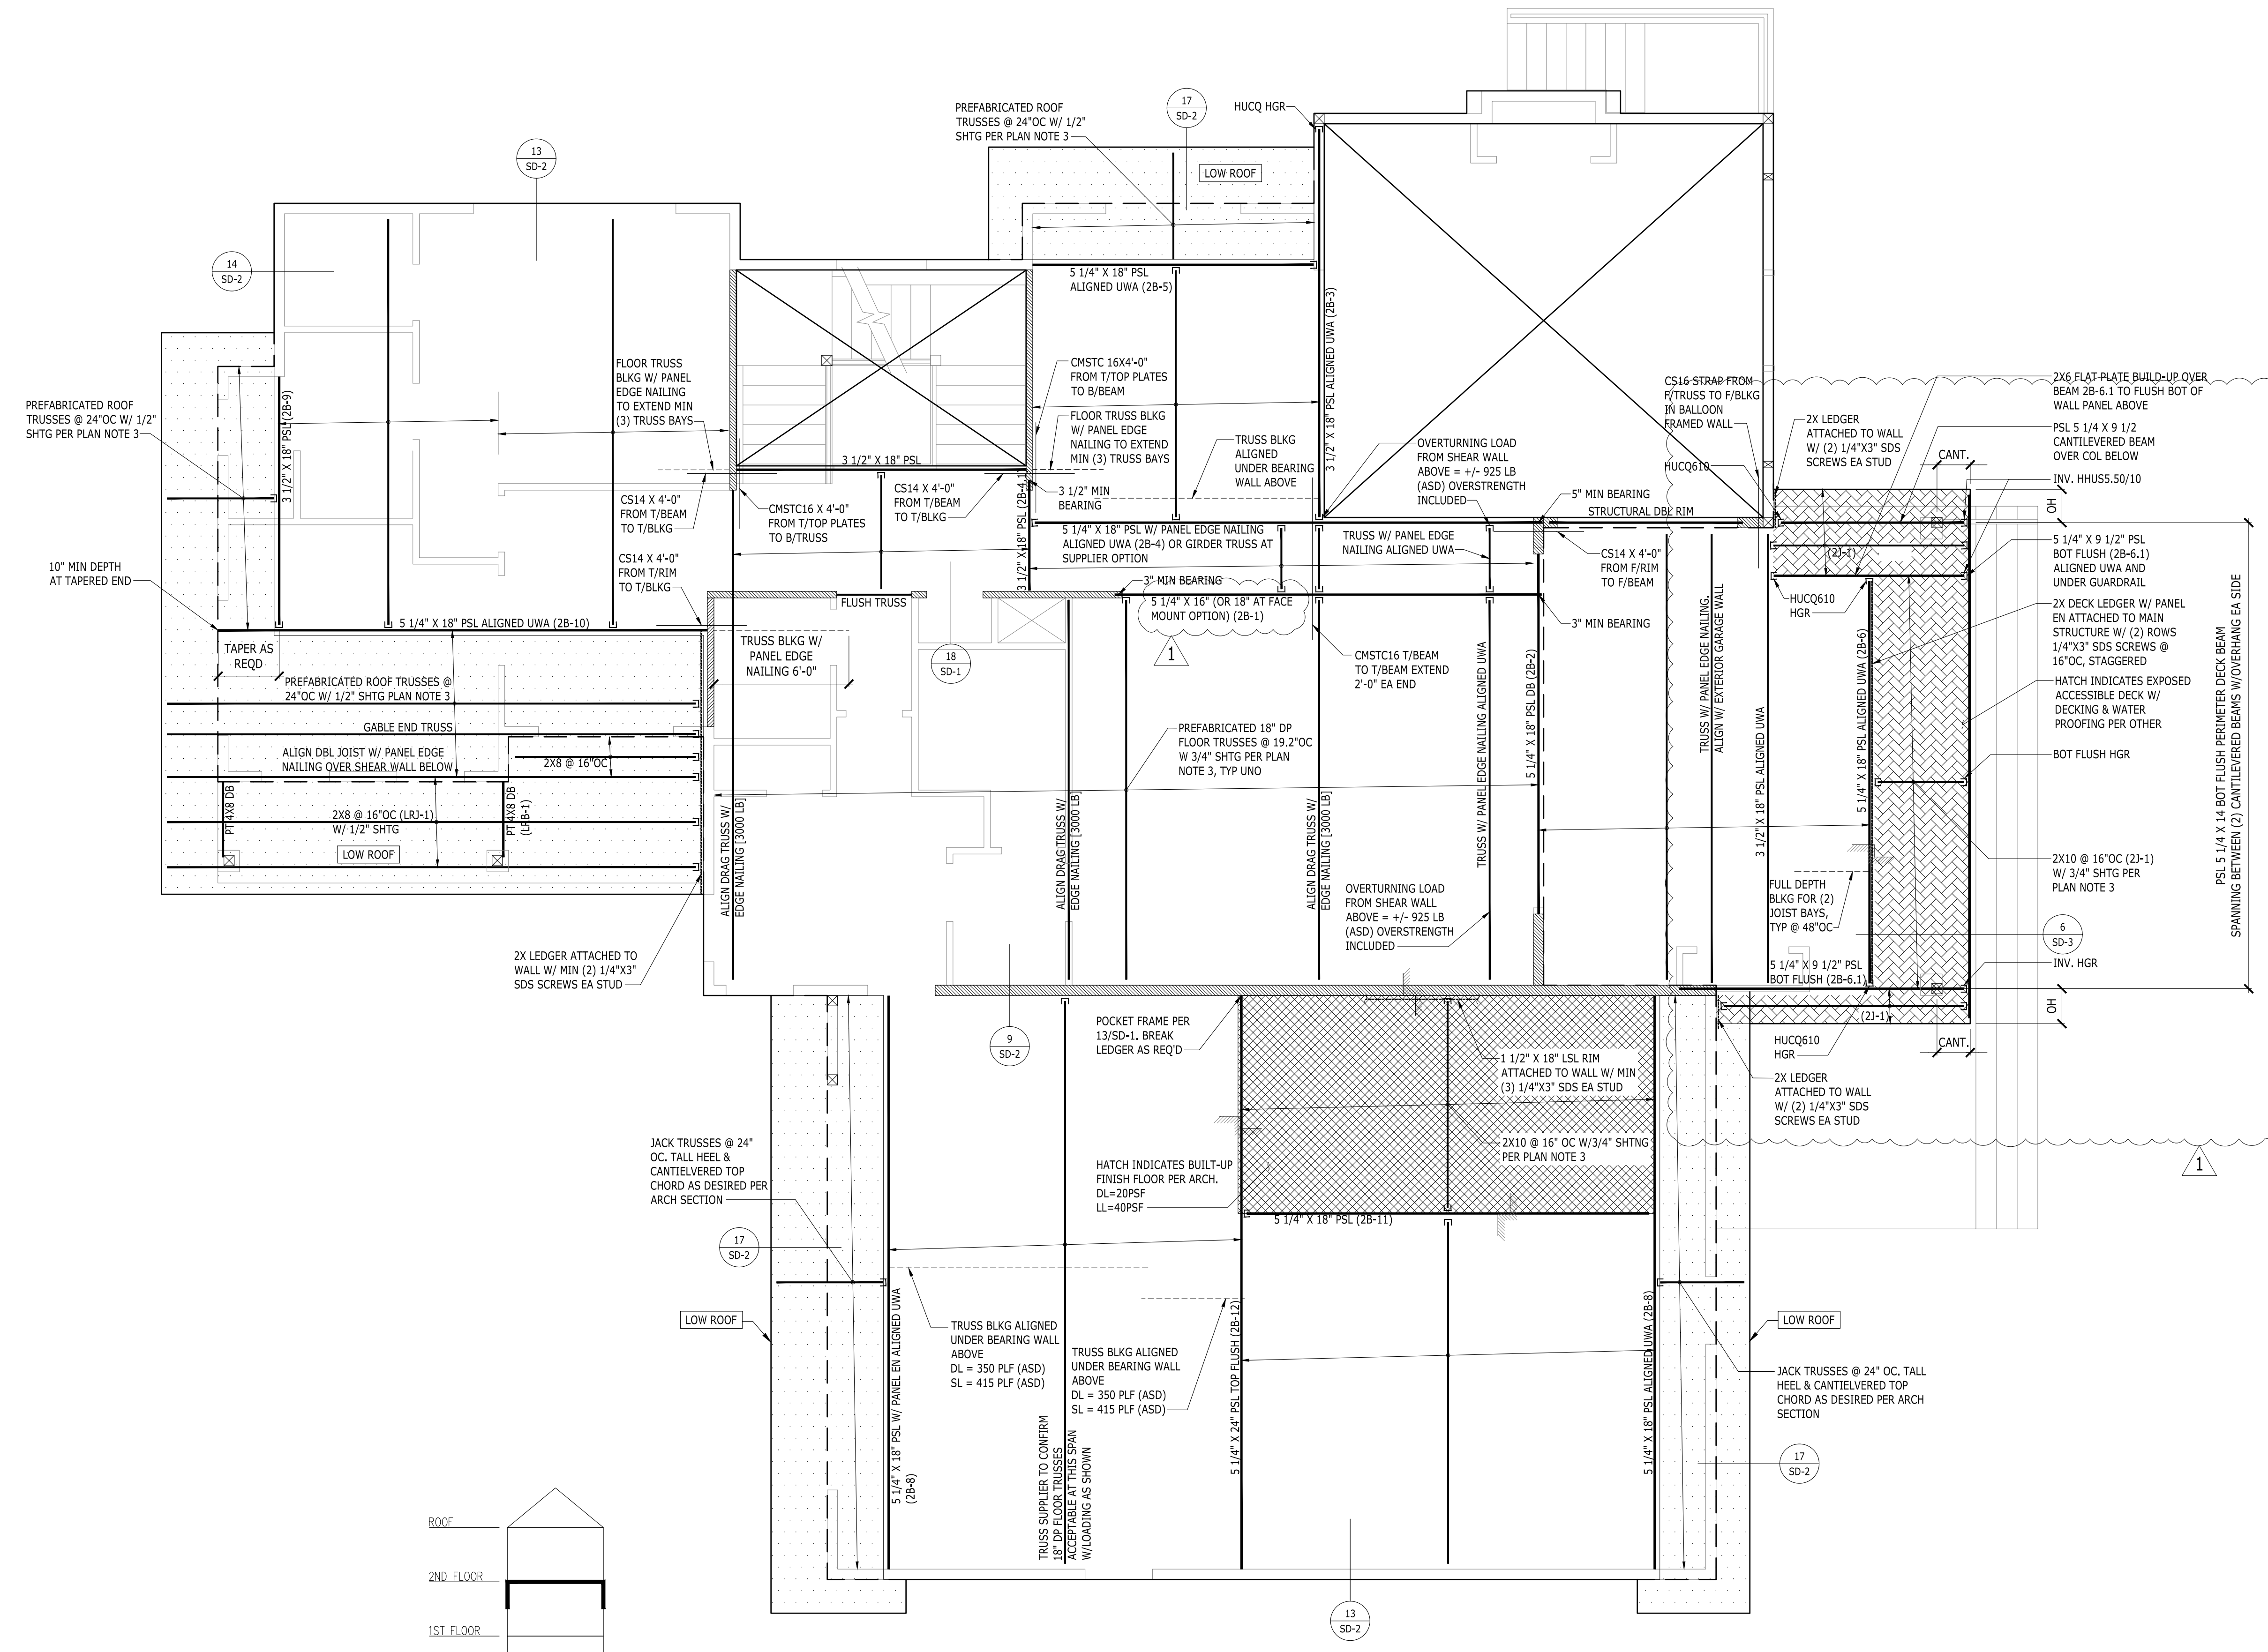 PREFABRICATED ROOF
TRUSSES @ 24"OC W/ 1/2"
SHTG PER PLAN NOTE 3
17
SD-2
HUCQ HGR
LOW ROOF
13
SD-2
14
SD-2
5 1/4" X 18" PSL
ALIGNED UWA (2B-5)
3 1/2" X 18" PSL ALIGNED UWA (2B-3)
PREFABRICATED ROOF
TRUSSES @ 24"OC W/ 1/2"
SHTG PER PLAN NOTE 3
3 1/2" X 18" PSL (2B-9)
FLOOR TRUSS
BLKG W/ PANEL
EDGE NAILING
TO EXTEND MIN
(3) TRUSS BAYS
CMSTC 16X4'-0"
FROM T/TOP PLATES
TO B/BEAM
FLOOR TRUSS BLKG
W/ PANEL EDGE
NAILING TO EXTEND
MIN (3) TRUSS BAYS
TRUSS BLKG
ALIGNED
UNDER BEARING
WALL ABOVE
OVERTURNING LOAD
FROM SHEAR WALL
ABOVE = +/- 925 LB
(ASD) OVERSTRENGTH
INCLUDED
CS16 STRAP FROM
F/TRUSS TO F/BLKG
IN BALLOON
FRAMED WALL
HUCQ610
2X LEDGER
ATTACHED TO WALL
W/ (2) 1/4"X3" SDS
SCREWS EA STUD
2X6 FLAT PLATE BUILD-UP OVER
BEAM 2B-6.1 TO FLUSH BOT OF
WALL PANEL ABOVE
PSL 5 1/4 X 9 1/2
CANTILEVERED BEAM
OVER COL BELOW
CANT.
INV. HHUS5.50/10
OH
3 1/2" X 18" PSL
CS14 X 4'-0"
FROM T/BEAM
TO T/BLKG
CMSTC16 X 4'-0"
FROM T/TOP PLATES
TO B/TRUSS
CS14 X 4'-0"
FROM T/BEAM
TO T/BLKG
3 1/2" X 18" PSL (2B-4.1)
3 1/2" MIN
BEARING
5" MIN BEARING
STRUCTURAL DBL RIM
5 1/4" X 18" PSL W/ PANEL EDGE NAILING
ALIGNED UWA (2B-4) OR GIRDER TRUSS AT
SUPPLIER OPTION
TRUSS W/ PANEL EDGE
NAILING ALIGNED UWA
CS14 X 4'-0"
FROM F/RIM
TO F/BEAM
(2J-1)
5 1/4" X 9 1/2" PSL
BOT FLUSH (2B-6.1)
ALIGNED UWA AND
UNDER GUARDRAIL
10" MIN DEPTH
AT TAPERED END
CS14 X 4'-0"
FROM T/RIM
TO T/BLKG
3" MIN BEARING
FLUSH TRUSS
5 1/4" X 16" (OR 18" AT FACE
MOUNT OPTION) (2B-1)
1
3" MIN BEARING
HUCQ610
HGR
2X DECK LEDGER W/ PANEL
EN ATTACHED TO MAIN
STRUCTURE W/ (2) ROWS
1/4"X3" SDS SCREWS @
16"OC, STAGGERED
5 1/4" X 18" PSL ALIGNED UWA (2B-10)
TAPER AS
REQD
TRUSS BLKG W/
PANEL EDGE
NAILING 6'-0"
18
SD-1
CMSTC16 T/BEAM
TO T/BEAM EXTEND
2'-0" EA END
TRUSS W/ PANEL EDGE NAILING ALIGNED UWA
5 1/4" X 18" PSL DB (2B-2)
TRUSS W/ PANEL EDGE NAILING.
ALIGN W/ EXTERIOR GARAGE WALL
3 1/2" X 18" PSL ALIGNED UWA
5 1/4" X 18" PSL ALIGNED UWA (2B-6)
HATCH INDICATES EXPOSED
ACCESSIBLE DECK W/
DECKING & WATER
PROOFING PER OTHER
PSL 5 1/4 X 14 BOT FLUSH PERIMETER DECK BEAM
SPANNING BETWEEN (2) CANTILEVERED BEAMS W/OVERHANG EA SIDE
PREFABRICATED ROOF TRUSSES @
24"OC W/ 1/2" SHTG PLAN NOTE 3
GABLE END TRUSS
ALIGN DBL JOIST W/ PANEL EDGE
NAILING OVER SHEAR WALL BELOW
2X8 @ 16"OC
PREFABRICATED 18" DP
FLOOR TRUSSES @ 19.2"OC
W 3/4" SHTG PER PLAN
NOTE 3, TYP UNO
BOT FLUSH HGR
PT 4X8 DB
2X8 @ 16"OC (LRJ-1)
W/ 1/2" SHTG
PT 4X8 DB
(LRB-1)
LOW ROOF
ALIGN DRAG TRUSS W/
EDGE NAILING [3000 LB]
ALIGN DRAG TRUSS W/
EDGE NAILING [3000 LB]
ALIGN DRAG TRUSS W/
EDGE NAILING [3000 LB]
OVERTURNING LOAD
FROM SHEAR WALL
ABOVE = +/- 925 LB
(ASD) OVERSTRENGTH
INCLUDED
FULL DEPTH
BLKG FOR (2)
JOIST BAYS,
TYP @ 48"OC
2X10 @ 16"OC (2J-1)
W/ 3/4" SHTG PER
PLAN NOTE 3
6
SD-3
2X LEDGER ATTACHED TO
WALL W/ MIN (2) 1/4"X3"
SDS SCREWS EA STUD
5 1/4" X 9 1/2" PSL
BOT FLUSH (2B-6.1)
INV. HGR
(2J-1)
OH
9
SD-2
POCKET FRAME PER
13/SD-1. BREAK
LEDGER AS REQ'D
1 1/2" X 18" LSL RIM
ATTACHED TO WALL W/ MIN
(3) 1/4"X3" SDS EA STUD
HUCQ610
HGR
CANT.
2X LEDGER
ATTACHED TO WALL
W/ (2) 1/4"X3" SDS
SCREWS EA STUD
JACK TRUSSES @ 24"
OC. TALL HEEL &
CANTIELVERED TOP
CHORD AS DESIRED PER
ARCH SECTION
HATCH INDICATES BUILT-UP
FINISH FLOOR PER ARCH.
DL=20PSF
LL=40PSF
2X10 @ 16" OC W/3/4" SHTNG
PER PLAN NOTE 3
1
5 1/4" X 18" PSL (2B-11)
17
SD-2
LOW ROOF
5 1/4" X 18" PSL W/ PANEL EN ALIGNED UWA
(2B-8)
TRUSS BLKG ALIGNED
UNDER BEARING WALL
ABOVE
DL = 350 PLF (ASD)
SL = 415 PLF (ASD)
TRUSS BLKG ALIGNED
UNDER BEARING WALL
ABOVE
DL = 350 PLF (ASD)
SL = 415 PLF (ASD)
5 1/4" X 24" PSL TOP FLUSH (2B-12)
5 1/4" X 18" PSL ALIGNED UWA (2B-8)
LOW ROOF
JACK TRUSSES @ 24" OC. TALL
HEEL & CANTIELVERED TOP
CHORD AS DESIRED PER ARCH
SECTION
TRUSS SUPPLIER TO CONFIRM
18" DP FLOOR TRUSSES
ACCEPTABLE AT THIS SPAN
W/LOADING AS SHOWN
17
SD-2
13
SD-2
ROOF
2ND FLOOR
1ST FLOOR